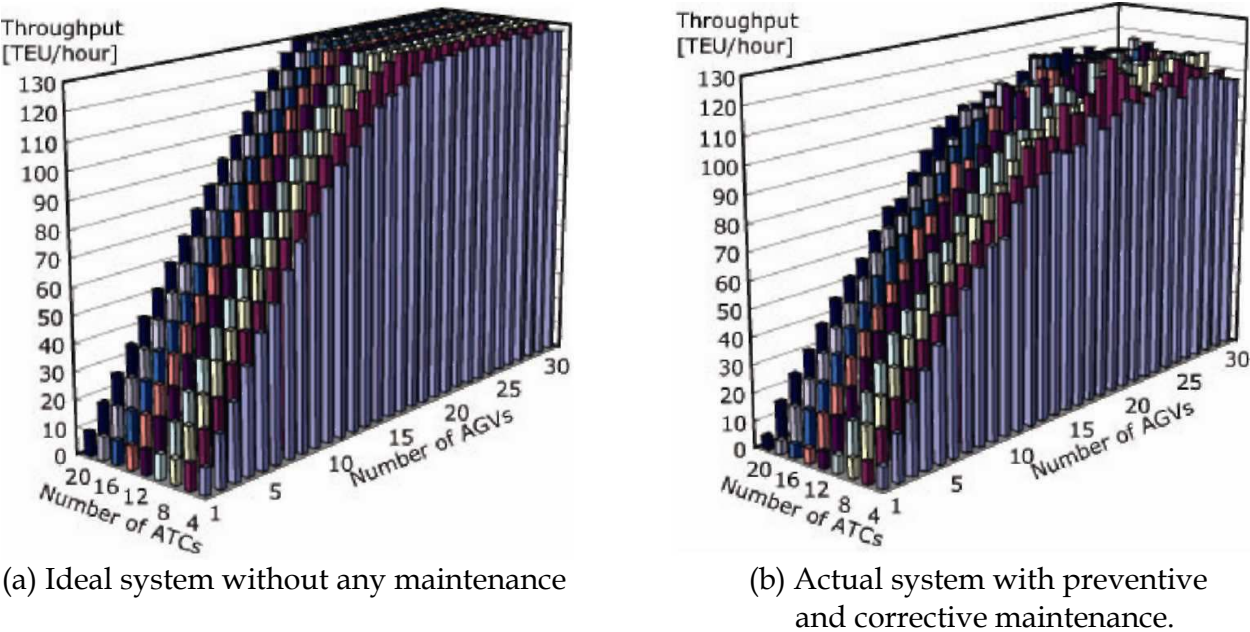 Throughput
[TEU/hour]
130
120
110
100
90
80
70
60
50
40
30
20
10
0
20 16 12 8 4
Number of ATCs
1 5 10 15 20 25 30
Number of AGVs
(a) Ideal system without any maintenance
Throughput
[TEU/hour]
130
120
110
100
90
80
70
60
50
40
30
20
10
0
20 16 12 8 4
Number of ATCs
1 5 10 15 20 25 30
Number of AGVs
(b) Actual system with preventive
and corrective maintenance.